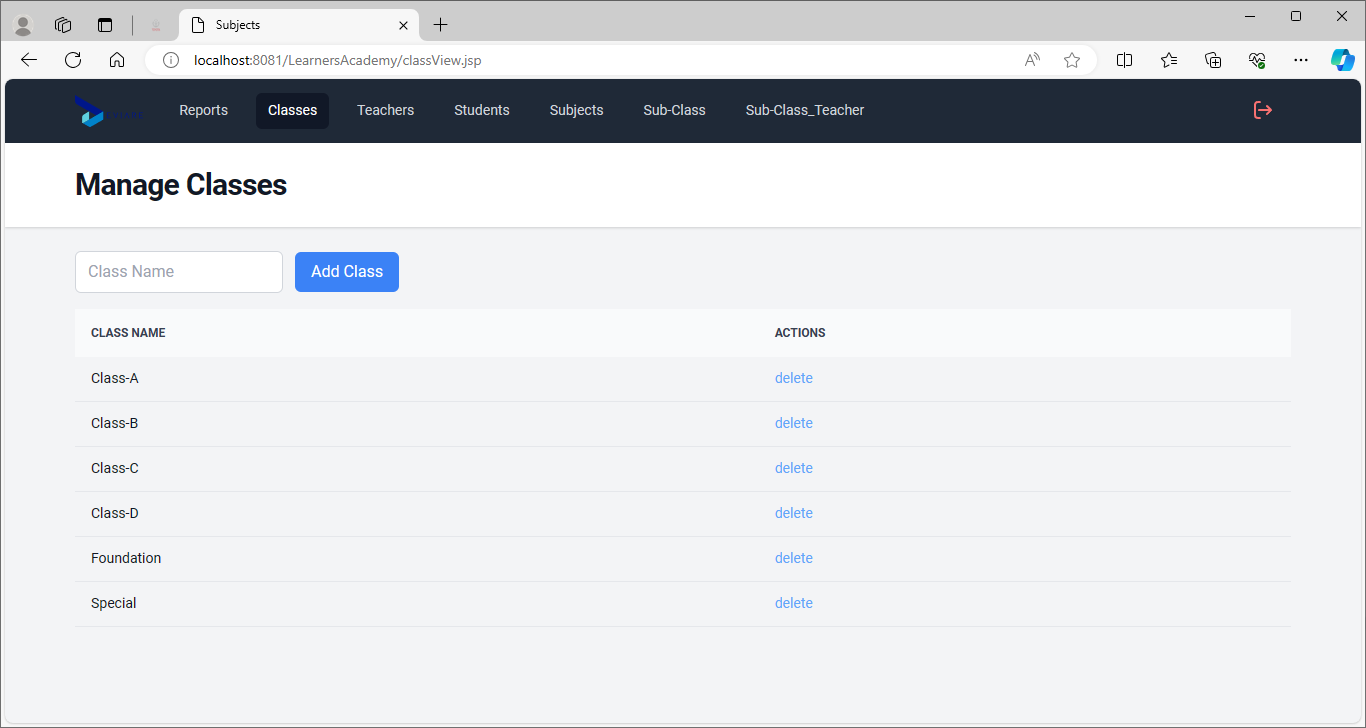 Subjects
localhost:8081/LearnersAcademy/classView.jsp
Reports Classes Teachers Students Subjects Sub-Class Sub-Class_Teacher
Manage Classes
Class Name Add Class
CLASS NAME ACTIONS
Class-A delete
Class-B delete
Class-C delete
Class-D delete
Foundation delete
Special delete